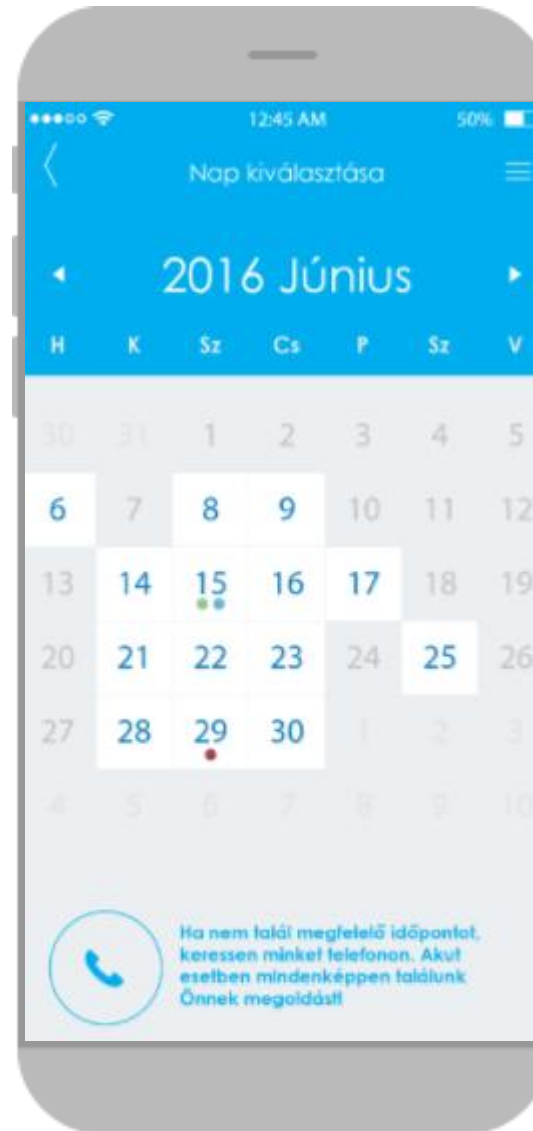 12:45 AM 50%
Nap kiválasztása
2016 Június
H K Sz Cs P Sz V
30 31 1 2 3 4 5
6 7 8 9 10 11 12
13 14 15 16 17 18 19
20 21 22 23 24 25 26
27 28 29 30 1 2 3
4 5 6 7 8 9 10
Ha nem talál megfelelő időpontot,
keressen minket telefonon. Akut
esetben mindenképpen találunk
Önnek megoldást!